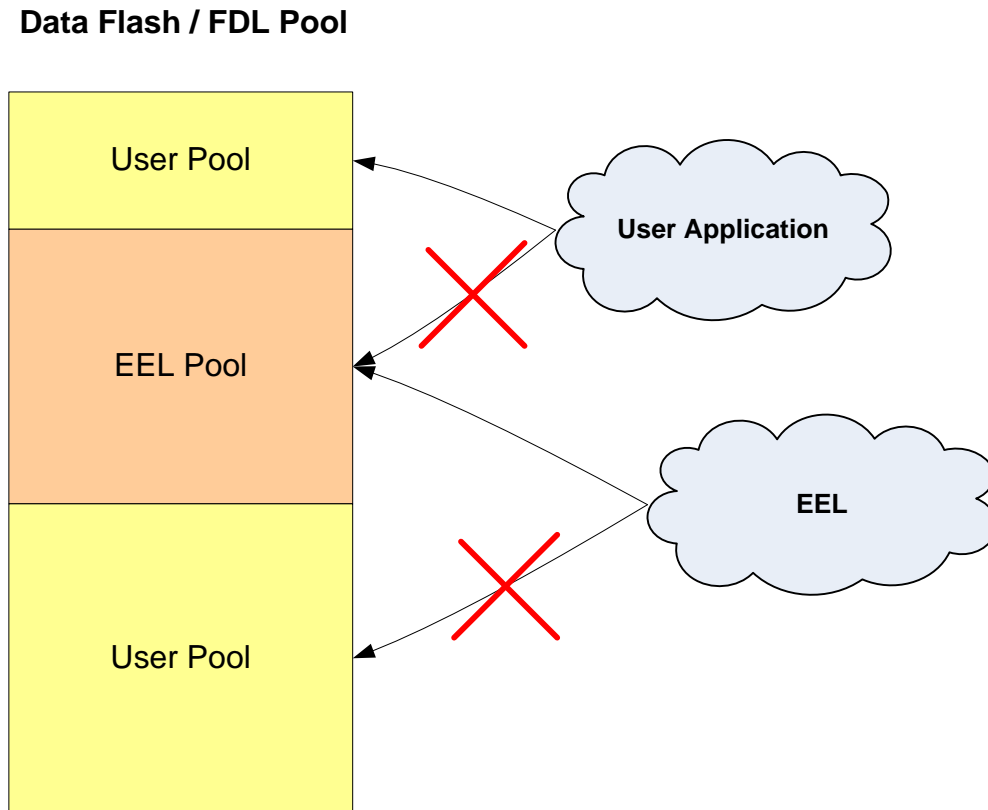 Data Flash / FDL Pool
User Pool
User Application
EEL Pool
EEL
User Pool